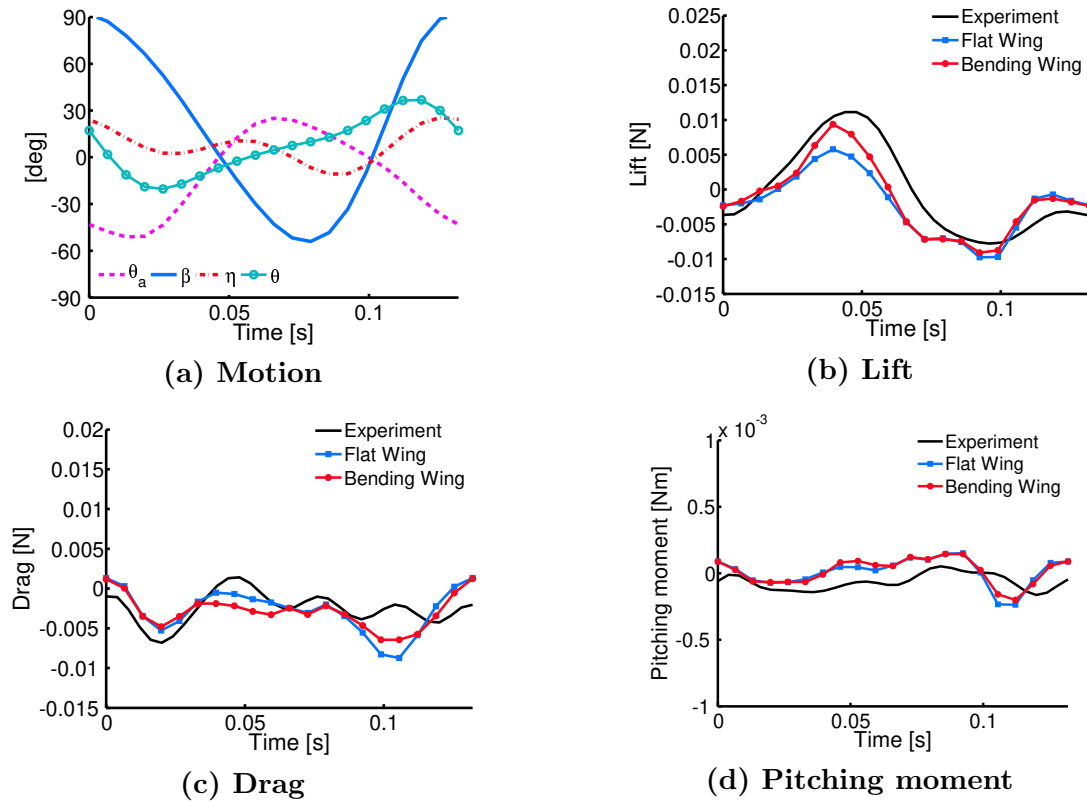 90
60
30
0
-30
-60
-90
[deg]
θa β η θ
0 0.05 0.1
Time [s]
(a) Motion
0.025
0.02
0.015
0.01
0.005
0
-0.005
-0.01
-0.015
Lift [N]
Experiment
Flat Wing
Bending Wing
0 0.05 0.1
Time [s]
(b) Lift
0.02
0.015
0.01
0.005
0
-0.005
-0.01
-0.015
Drag [N]
Experiment
Flat Wing
Bending Wing
0 0.05 0.1
Time [s]
(c) Drag
1 x 10-3
0.5
0
-0.5
-1
Pitching moment [Nm]
Experiment
Flat Wing
Bending Wing
0 0.05 0.1
Time [s]
(d) Pitching moment